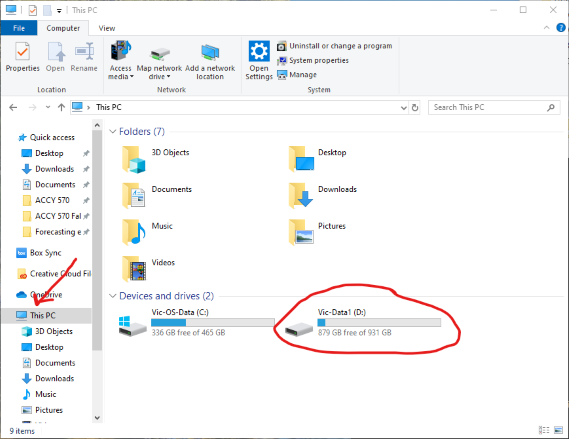 This PC
File
Computer
View
Properties
Open
Rename
Access media
Map network drive
Add a network location
Open Settings
Uninstall or change a program
System properties
Manage
Location
Network
System
This PC
Search This PC
Quick access
Desktop
Downloads
Documents
ACCY 570
ACCY 570 Fal
Forecasting e
box
Box Sync
Creative Cloud Fil
OneDrive
This PC
3D Objects
Desktop
Documents
Downloads
Music
Pictures
Folders (7)
3D Objects
Desktop
Documents
Downloads
Music
Pictures
Videos
Devices and drives (2)
Vic-OS-Data (C:)
336 GB free of 465 GB
Vic-Data1 (D:)
879 GB free of 931 GB
9 items